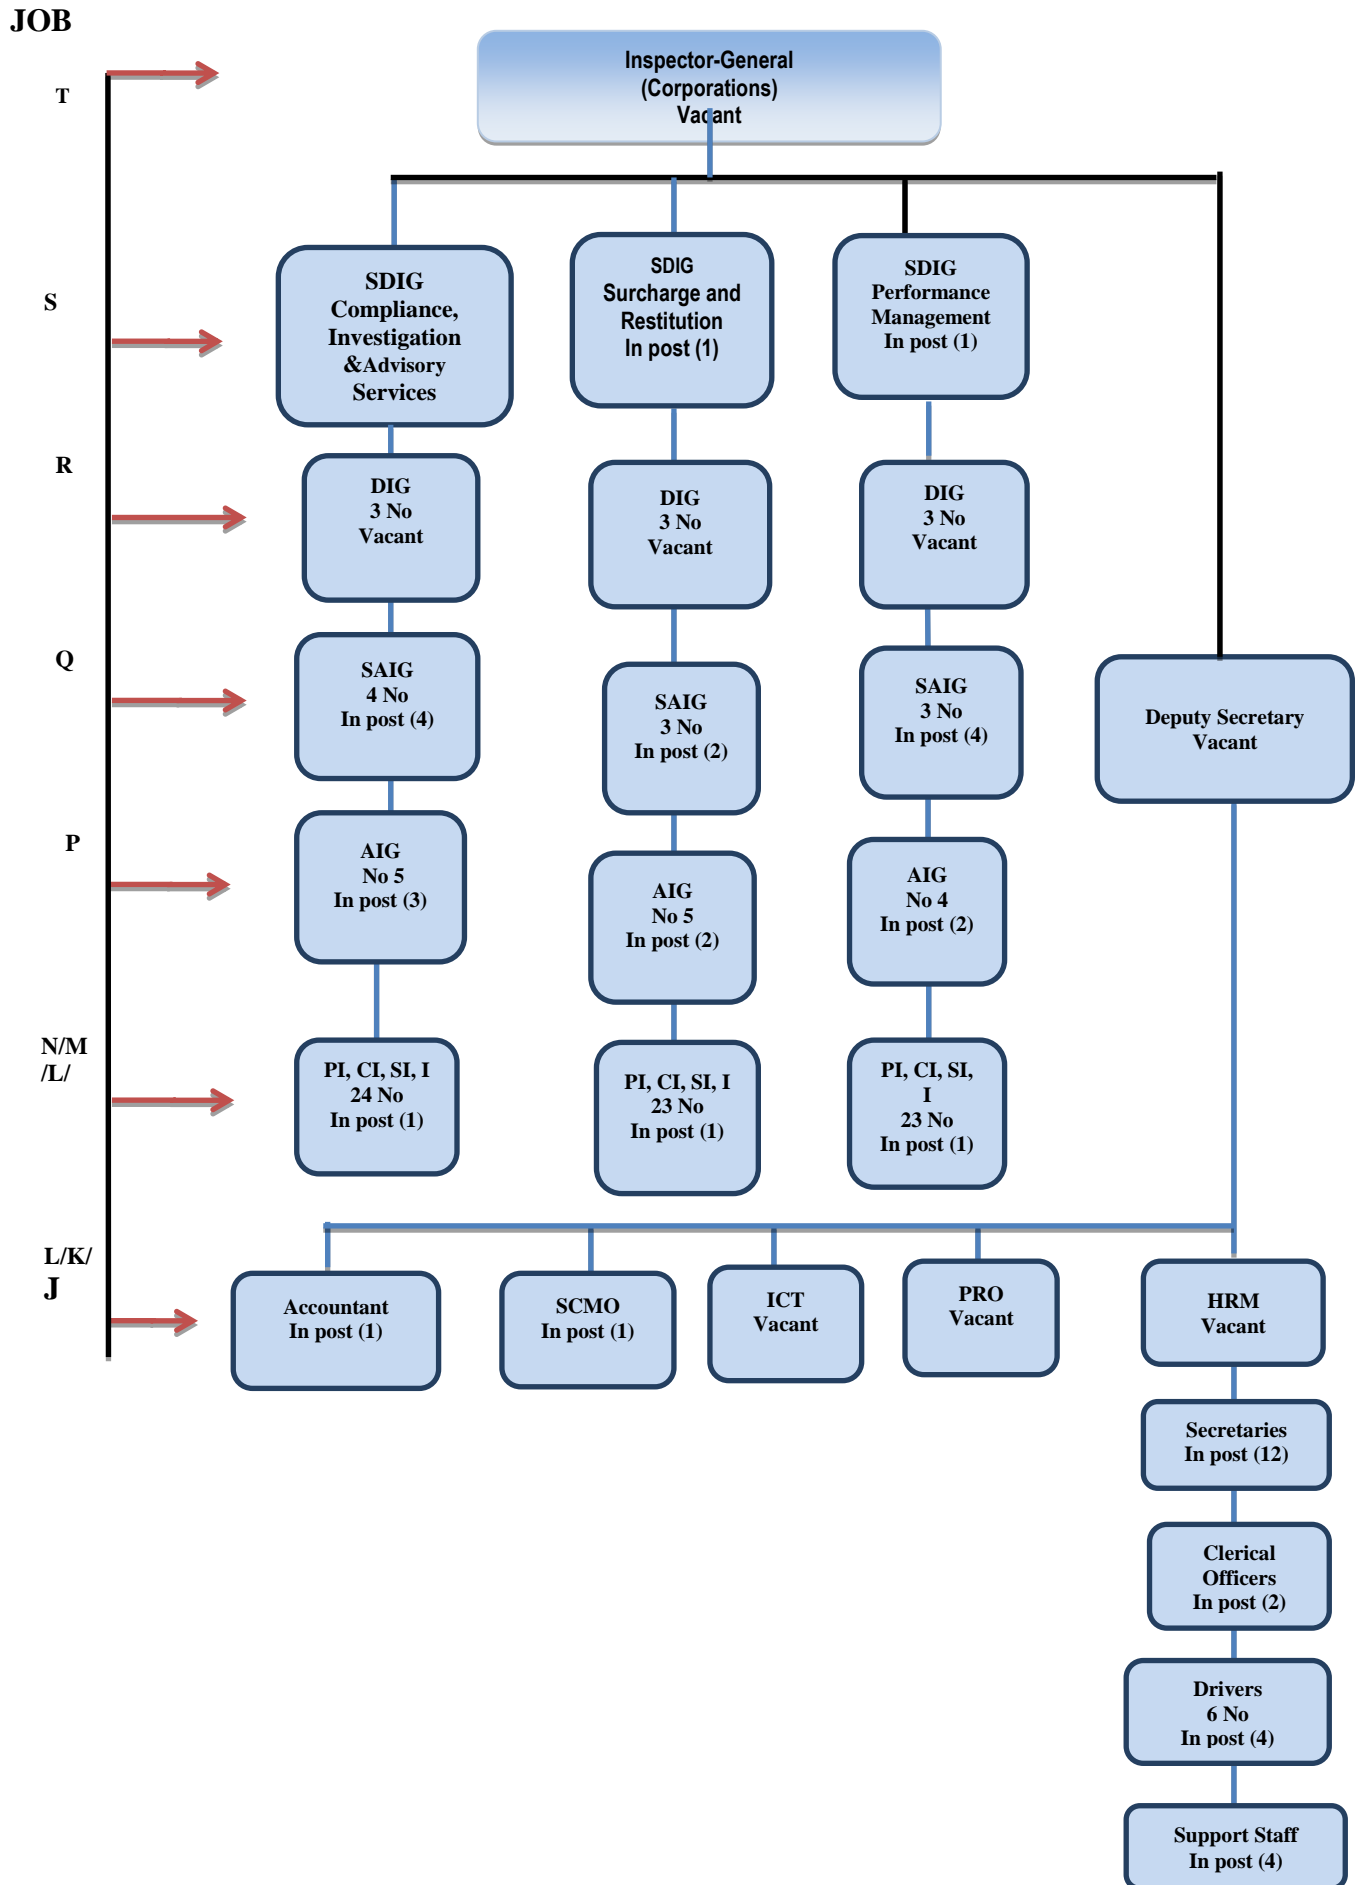 JOB
T
Inspector-General
(Corporations)
Vacant
S
SDIG
Compliance,
Investigation
&Advisory
Services
SDIG
Surcharge and
Restitution
In post (1)
SDIG
Performance
Management
In post (1)
R
DIG
3 No
Vacant
DIG
3 No
Vacant
DIG
3 No
Vacant
Q
SAIG
4 No
In post (4)
SAIG
3 No
In post (2)
SAIG
3 No
In post (4)
Deputy Secretary
Vacant
P
AIG
No 5
In post (3)
AIG
No 5
In post (2)
AIG
No 4
In post (2)
N/M
/L/
PI, CI, SI, I
24 No
In post (1)
PI, CI, SI, I
23 No
In post (1)
PI, CI, SI,
I
23 No
In post (1)
L/K/
J
Accountant
In post (1)
SCMO
In post (1)
ICT
Vacant
PRO
Vacant
HRM
Vacant
Secretaries
In post (12)
Clerical
Officers
In post (2)
Drivers
6 No
In post (4)
Support Staff
In post (4)